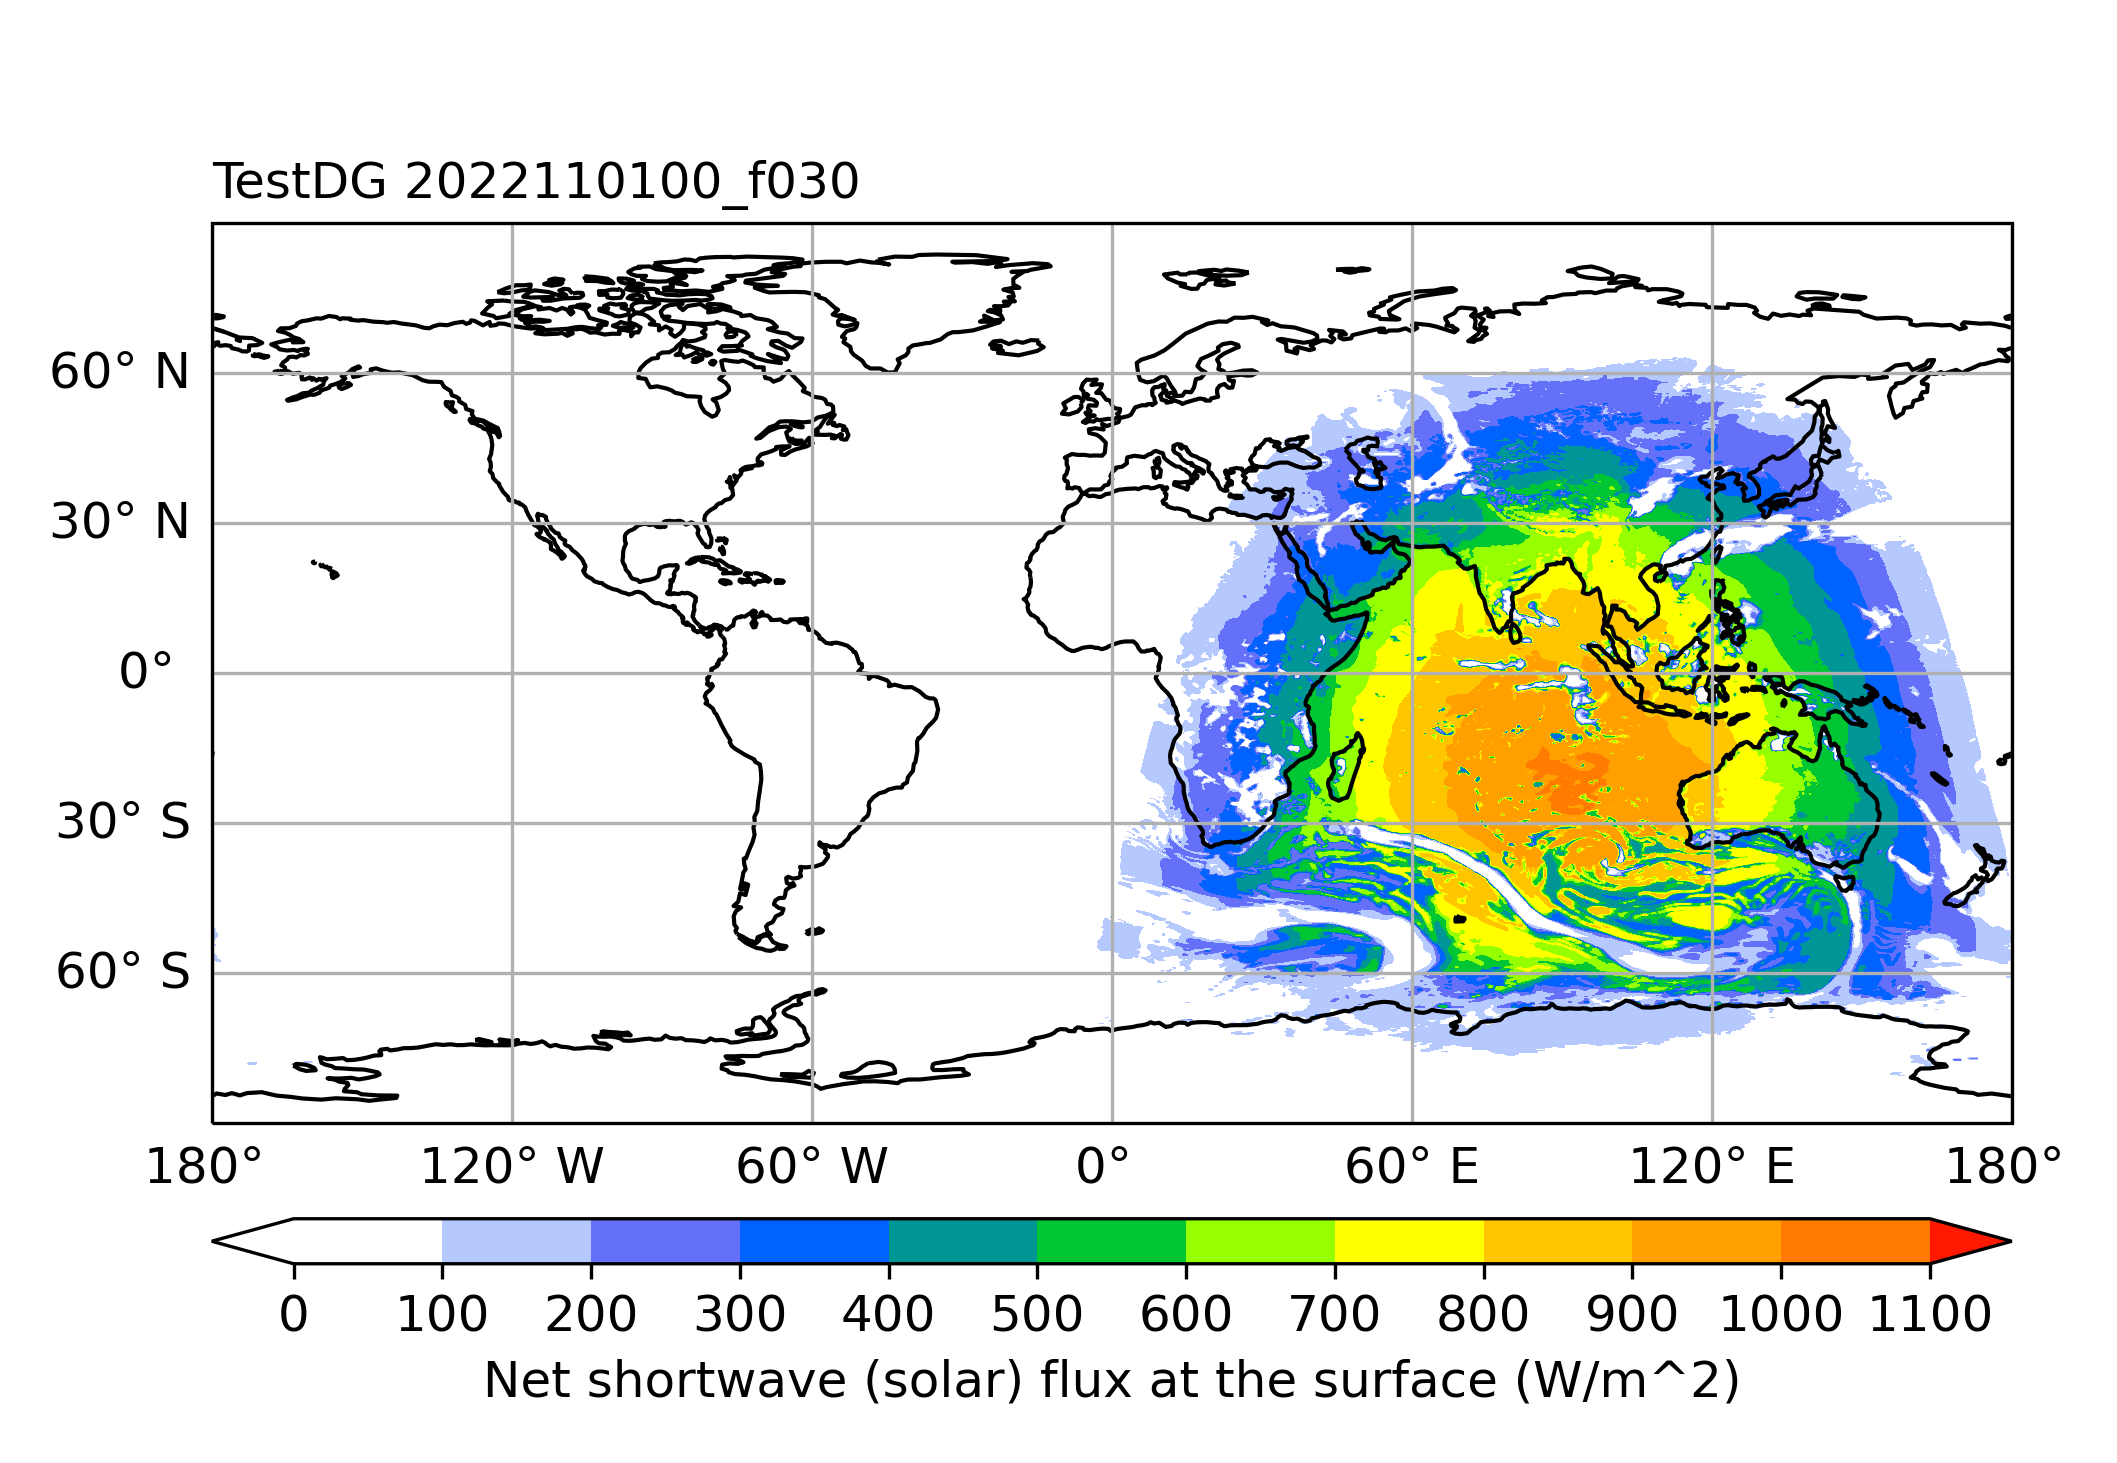 TestDG 2022110100_f030
60° N
30° N
0°
30° S
60° S
180° 120° W 60° W 0° 60° E 120° E 180°
0 100 200 300 400 500 600 700 800 900 1000 1100
Net shortwave (solar) flux at the surface (W/m^2)